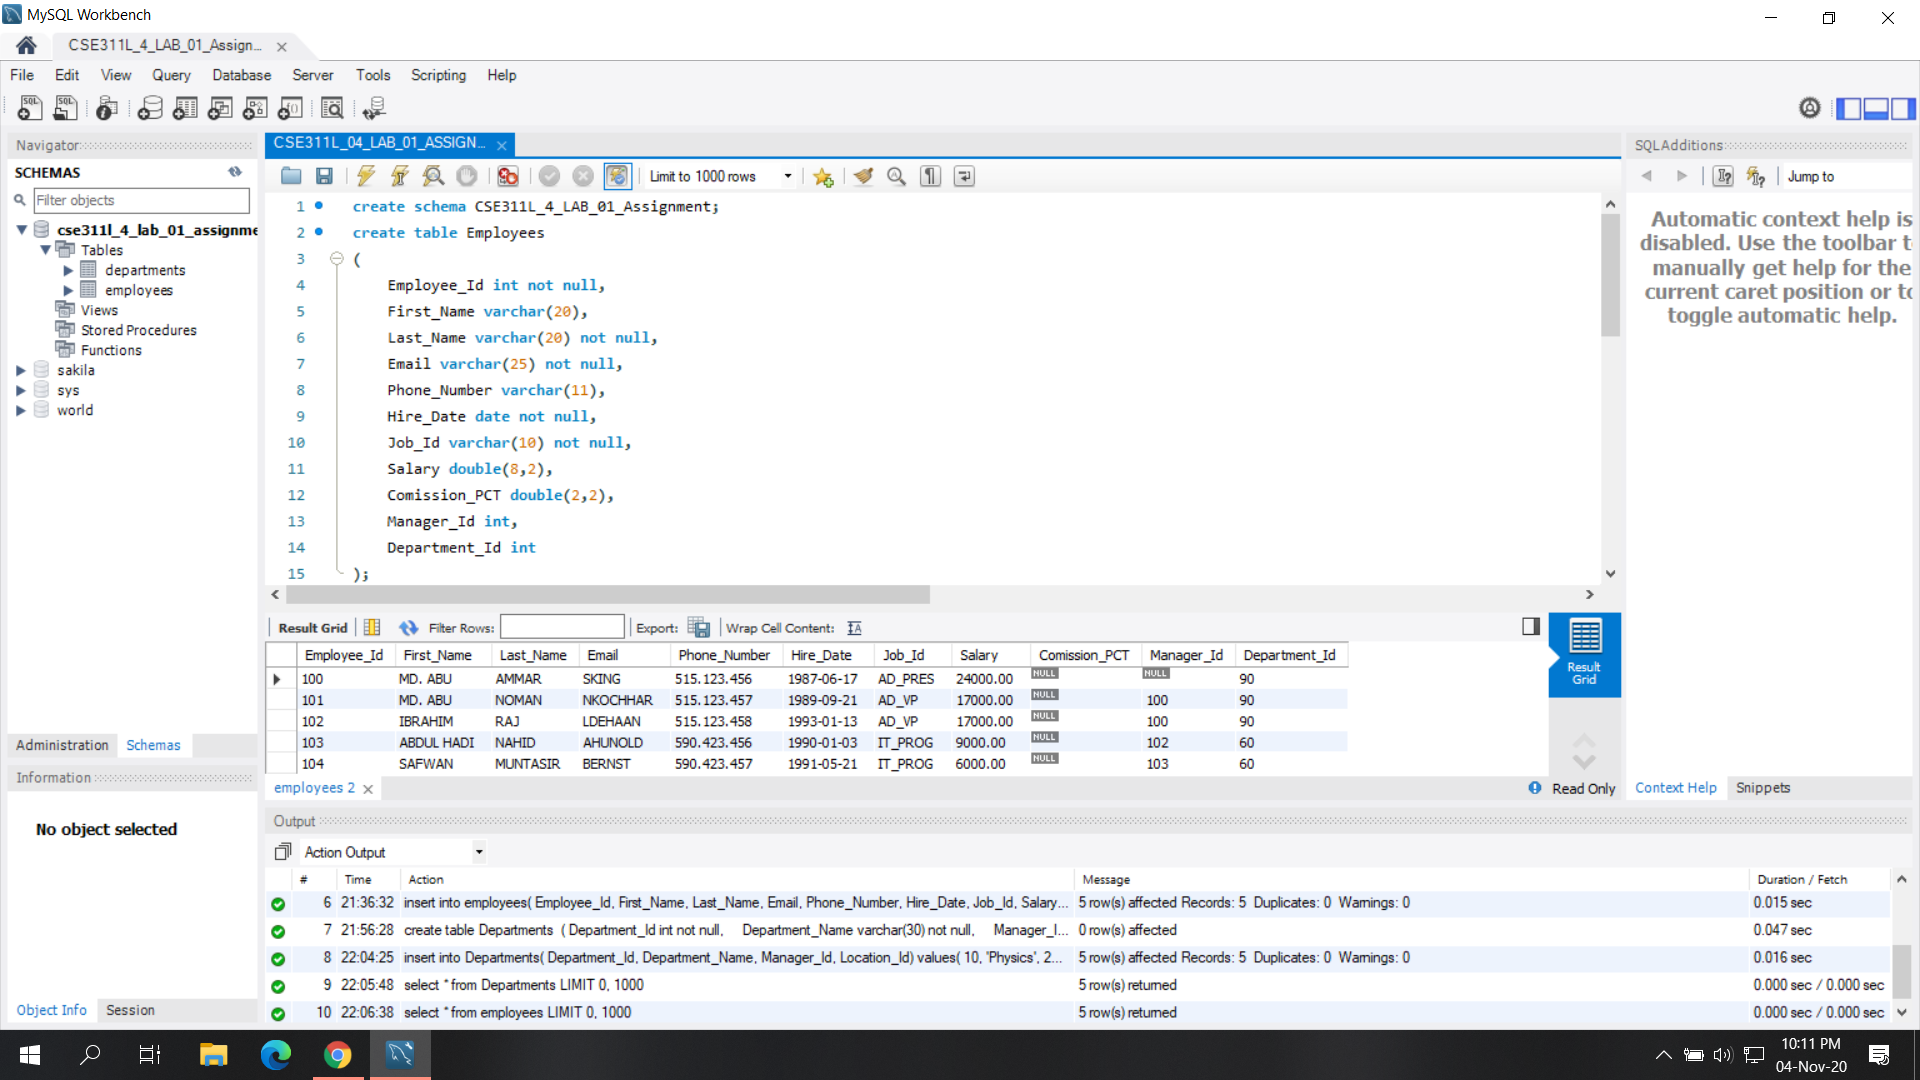 MySQL Workbench
CSE311L_4_LAB_01_Assign...
File Edit View Query Database Server Tools Scripting Help
Navigator
SCHEMAS
Filter objects
cse311l_4_lab_01_assignme
Tables
departments
employees
Views
Stored Procedures
Functions
sakila
sys
world
Administration Schemas
Information
No object selected
Object Info Session
CSE311L_04_LAB_01_ASSIGN...
Limit to 1000 rows
1 create schema CSE311L_4_LAB_01_Assignment;
2 create table Employees
3 (
4 Employee_Id int not null,
5 First_Name varchar(20),
6 Last_Name varchar(20) not null,
7 Email varchar(25) not null,
8 Phone_Number varchar(11),
9 Hire_Date date not null,
10 Job_Id varchar(10) not null,
11 Salary double(8,2),
12 Comission_PCT double(2,2),
13 Manager_Id int,
14 Department_Id int
15 );
Result Grid Filter Rows: Export: Wrap Cell Content:
Employee_Id First_Name Last_Name Email Phone_Number Hire_Date Job_Id Salary Comission_PCT Manager_Id Department_Id
100 MD. ABU AMMAR SKING 515.123.456 1987-06-17 AD_PRES 24000.00 NULL NULL 90
101 MD. ABU NOMAN NKOCHHAR 515.123.457 1989-09-21 AD_VP 17000.00 NULL 100 90
102 IBRAHIM RAJ LDEHAAN 515.123.458 1993-01-13 AD_VP 17000.00 NULL 100 90
103 ABDUL HADI NAHID AHUNOLD 590.423.456 1990-01-03 IT_PROG 9000.00 NULL 102 60
104 SAFWAN MUNTASIR BERNST 590.423.457 1991-05-21 IT_PROG 6000.00 NULL 103 60
Result
Grid
employees 2
Read Only
SQLAdditions
Jump to
Automatic context help is
disabled. Use the toolbar t
manually get help for the
current caret position or to
toggle automatic help.
Context Help Snippets
Output
Action Output
# Time Action Message Duration / Fetch
6 21:36:32 insert into employees( Employee_Id, First_Name, Last_Name, Email, Phone_Number, Hire_Date, Job_Id, Salary... 5 row(s) affected Records: 5 Duplicates: 0 Warnings: 0 0.015 sec
7 21:56:28 create table Departments ( Department_Id int not null, Department_Name varchar(30) not null, Manager_I... 0 row(s) affected 0.047 sec
8 22:04:25 insert into Departments( Department_Id, Department_Name, Manager_Id, Location_Id) values( 10, 'Physics', 2... 5 row(s) affected Records: 5 Duplicates: 0 Warnings: 0 0.016 sec
9 22:05:48 select * from Departments LIMIT 0, 1000 5 row(s) returned 0.000 sec / 0.000 sec
10 22:06:38 select * from employees LIMIT 0, 1000 5 row(s) returned 0.000 sec / 0.000 sec
10:11 PM
04-Nov-20